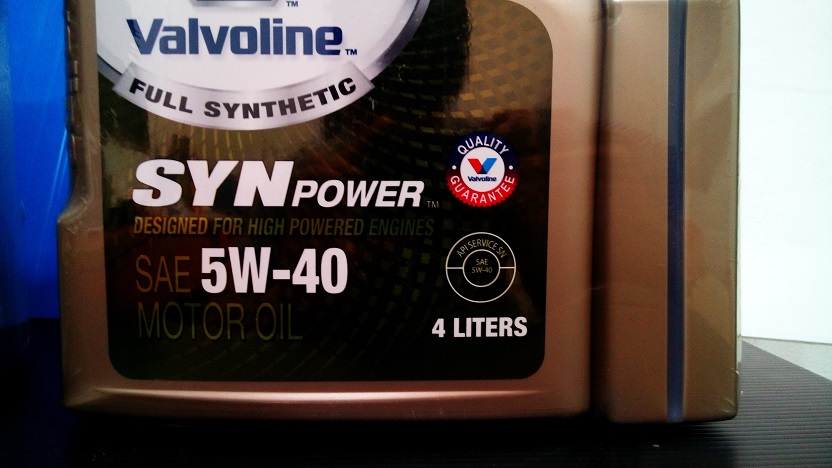 TM
Valvoline™
FULL SYNTHETIC
SYNPOWER™
DESIGNED FOR HIGH POWERED ENGINES
SAE 5W-40
MOTOR OIL
QUALITY
Valvoline
GUARANTEE
API SERVICE SN
SAE
5W-40
4 LITERS